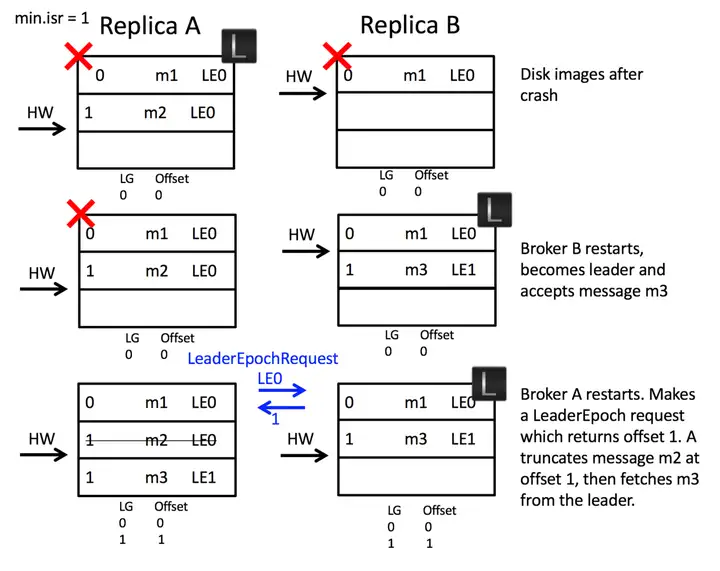 min.isr = 1
Replica A
Replica B
L
0 m1 LE0
HW
1 m2 LE0
LG Offset
0 0
HW
0 m1 LE0
LG Offset
0 0
Disk images after
crash
0 m1 LE0
HW
1 m2 LE0
LG Offset
0 0
L
HW
0 m1 LE0
1 m3 LE1
LG Offset
0 0
Broker B restarts,
becomes leader and
accepts message m3
LeaderEpochRequest
LE0
1
0 m1 LE0
HW
1 m2 LE0
1 m3 LE1
LG Offset
0 0
1 1
L
0 m1 LE0
HW
1 m3 LE1
LG Offset
0 0
1 1
Broker A restarts. Makes
a LeaderEpoch request
which returns offset 1. A
truncates message m2 at
offset 1, then fetches m3
from the leader.